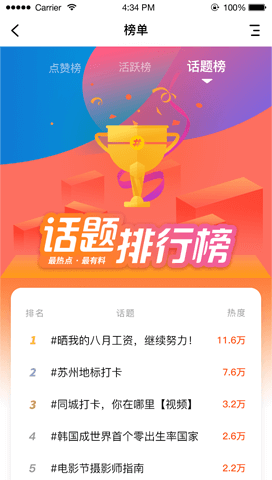 Carrier 4:34 PM 100%
榜单
点赞榜 活跃榜 话题榜
话题排行榜
最热点·最有料
排名 话题 热度
1 #晒我的八月工资，继续努力！ 11.6万
2 #苏州地标打卡 7.6万
3 #同城打卡，你在哪里【视频】 3.2万
4 #韩国成世界首个零出生率国家 2.6万
5 #电影节摄影师指南 2.2万